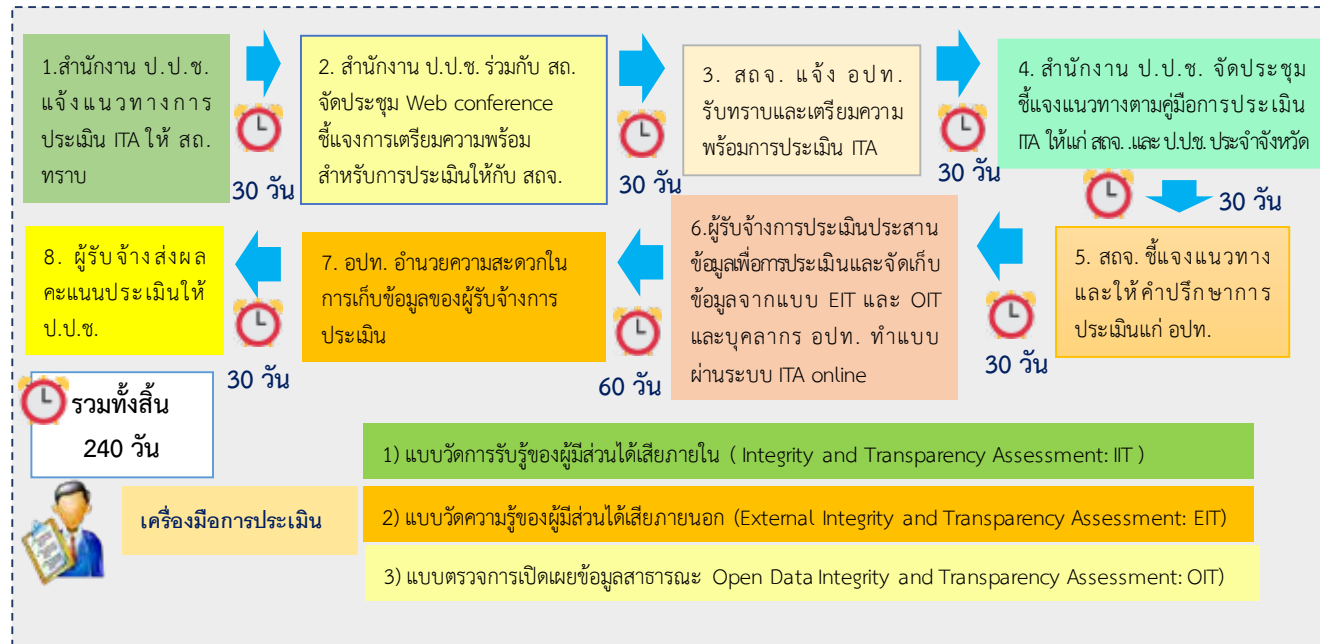 1.สำนักงาน ป.ป.ช.
แจ้งแนวทางการ
ประเมิน ITA ให้ สถ.
ทราบ
30 วัน
2. สำนักงาน ป.ป.ช. ร่วมกับ สถ.
จัดประชุม Web conference
ชี้แจงการเตรียมความพร้อม
สำหรับการประเมินให้กับ สถจ.
30 วัน
3. สถจ. แจ้ง อปท.
รับทราบและเตรียมความ
พร้อมการประเมิน ITA
30 วัน
4. สำนักงาน ป.ป.ช. จัดประชุม
ชี้แจงแนวทางตามคู่มือการประเมิน
ITA ให้แก่ สถจ. .และ ป.ป.ช. ประจำจังหวัด
30 วัน
5. สถจ. ชี้แจงแนวทาง
และให้คำปรึกษาการ
ประเมินแก่ อปท.
30 วัน
6.ผู้รับจ้างการประเมินประสาน
ข้อมูลเพื่อการประเมินและจัดเก็บ
ข้อมูลจากแบบ EIT และ OIT
และบุคลากร อปท. ทำแบบ
ผ่านระบบ ITA online
60 วัน
7. อปท. อำนวยความสะดวกใน
การเก็บข้อมูลของผู้รับจ้างการ
ประเมิน
30 วัน
8. ผู้รับจ้างส่งผล
คะแนนประเมินให้
ป.ป.ช.
รวมทั้งสิ้น
240 วัน
เครื่องมือการประเมิน
1) แบบวัดการรับรู้ของผู้มีส่วนได้เสียภายใน ( Integrity and Transparency Assessment: IIT )
2) แบบวัดความรู้ของผู้มีส่วนได้เสียภายนอก (External Integrity and Transparency Assessment: EIT)
3) แบบตรวจการเปิดเผยข้อมูลสาธารณะ Open Data Integrity and Transparency Assessment: OIT)